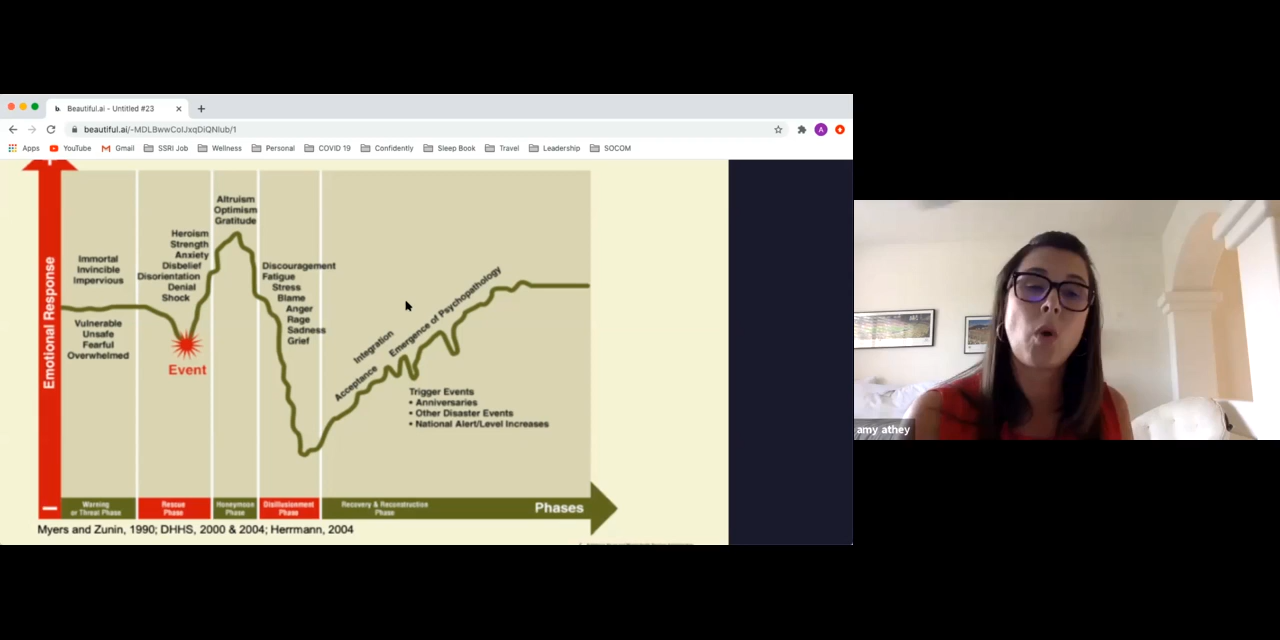 Beautiful.ai - Untitled #23
beautiful.ai/-MDLBwwColJxqDiQNlub/1
A
Apps YouTube Gmail SSRI Job Wellness Personal COVID 19 Confidently Sleep Book Travel Leadership SOCOM
Emotional Response
Immortal
Invincible
Impervious
Vulnerable
Unsafe
Fearful
Overwhelmed
Heroism
Strength
Anxiety
Disbelief
Disorientation
Denial
Shock
Event
Altruism
Optimism
Gratitude
Discouragement
Fatigue
Stress
Blame
Anger
Rage
Sadness
Grief
Acceptance
Integration
Emergence of Psychopathology
Trigger Events
• Anniversaries
• Other Disaster Events
• National Alert/Level Increases
Warning
or Threat Phase
Rescue
Phase
Honeymoon
Phase
Disillusionment
Phase
Recovery & Reconstruction
Phase
Phases
Myers and Zunin, 1990; DHHS, 2000 & 2004; Herrmann, 2004
amy athey